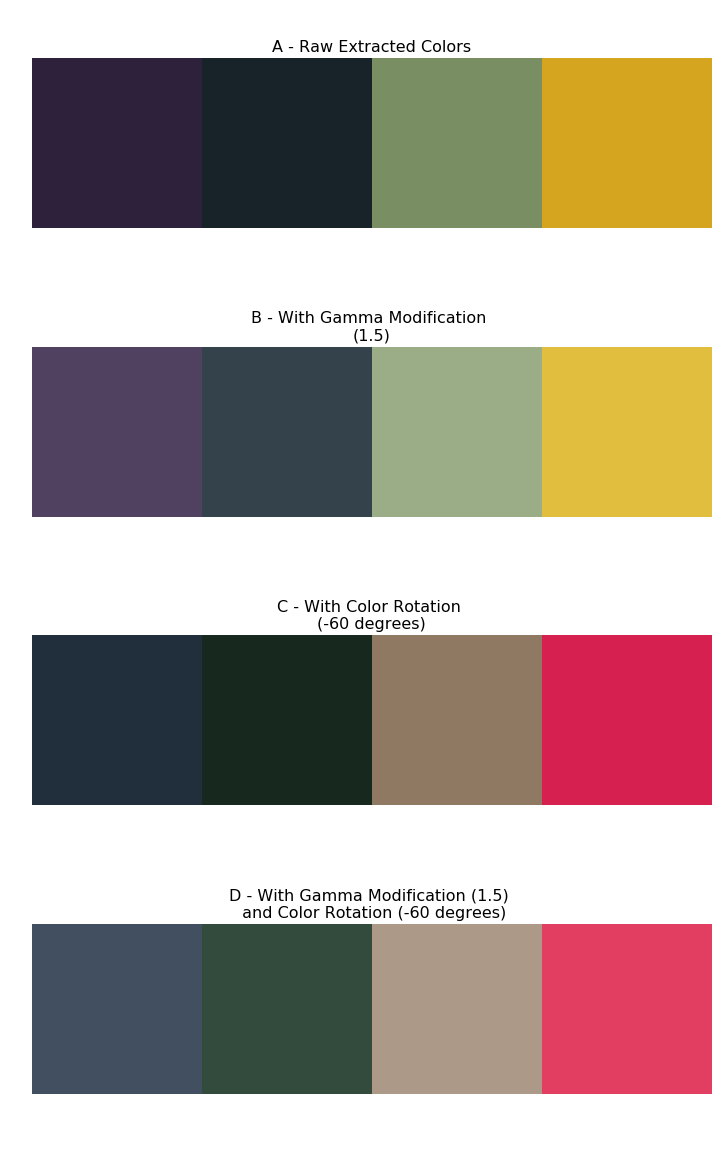 A - Raw Extracted Colors
B - With Gamma Modification
(1.5)
C - With Color Rotation
(-60 degrees)
D - With Gamma Modification (1.5)
and Color Rotation (-60 degrees)